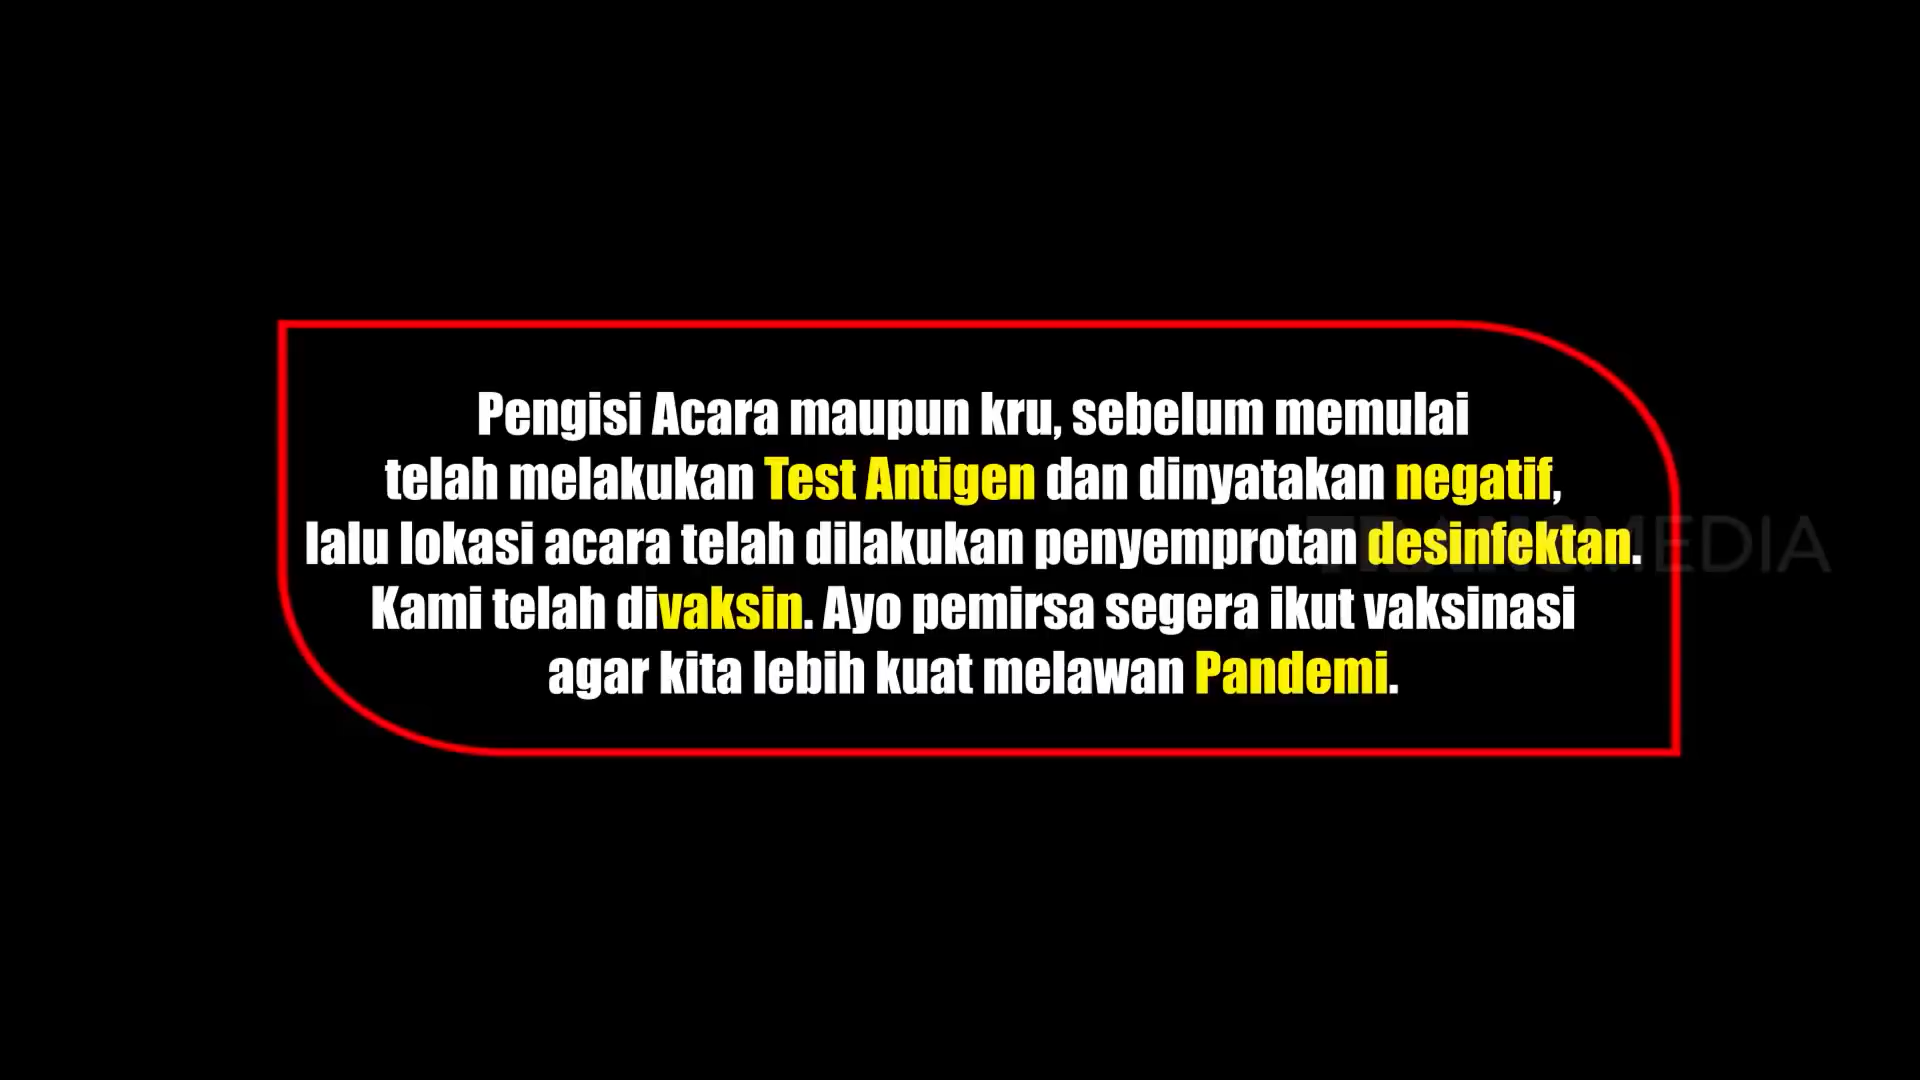 Pengisi Acara maupun kru, sebelum memulai
telah melakukan Test Antigen dan dinyatakan negatif,
lalu lokasi acara telah dilakukan penyemprotan desinfektan.
Kami telah divaksin. Ayo pemirsa segera ikut vaksinasi
agar kita lebih kuat melawan Pandemi.
TRANSMEDIA